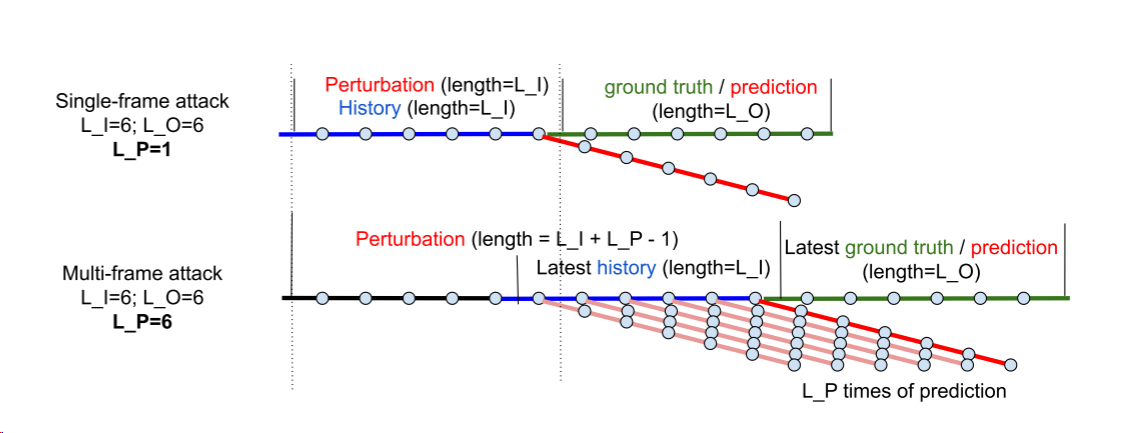 Single-frame attack
L_I=6; L_O=6
L_P=1
Perturbation (length=L_I)
History (length=L_I)
ground truth / prediction
(length=L_O)
Multi-frame attack
L_I=6; L_O=6
L_P=6
Perturbation (length = L_I + L_P - 1)
Latest history (length=L_I)
Latest ground truth / prediction
(length=L_O)
L_P times of prediction